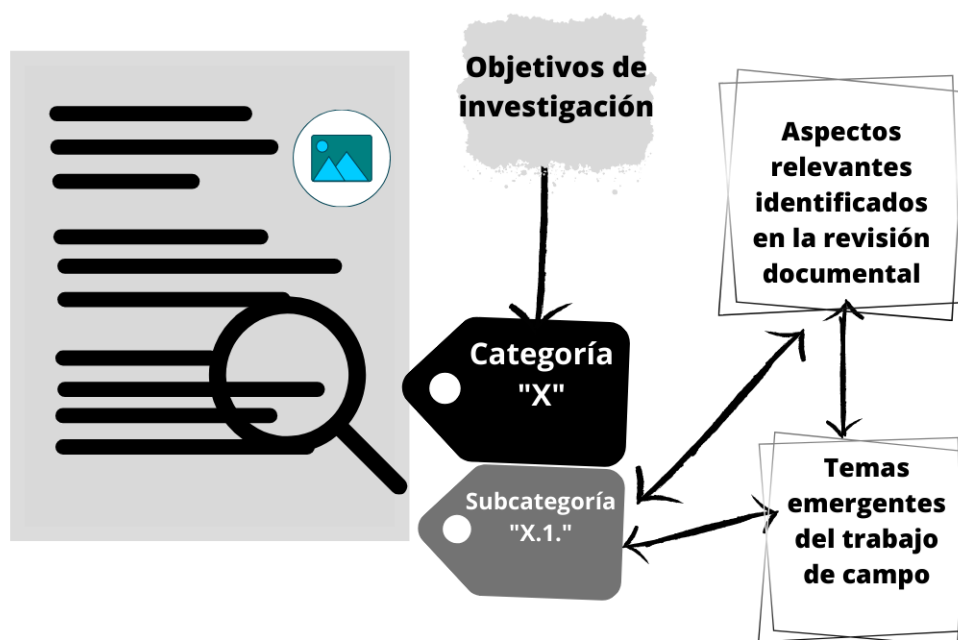 Objetivos de
investigación
Categoría
"X"
Subcategoría
"X.1."
Aspectos
relevantes
identificados
en la revisión
documental
Temas
emergentes
del trabajo
de campo